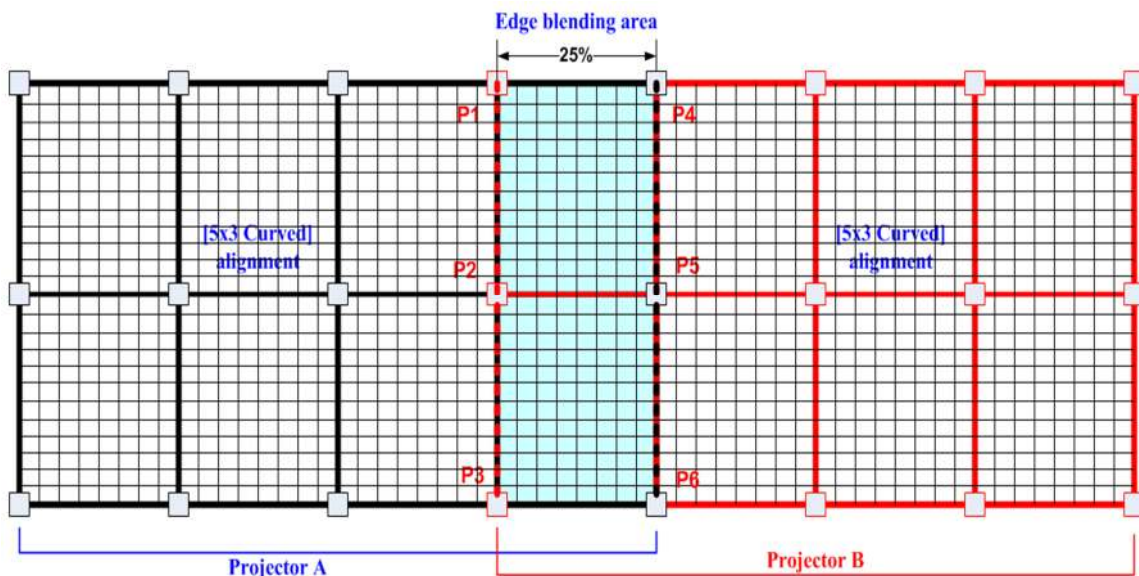 Edge blending area
25%
P1
P4
[5x3 Curved]
alignment
[5x3 Curved]
alignment
P2
P5
P3
P6
Projector A
Projector B